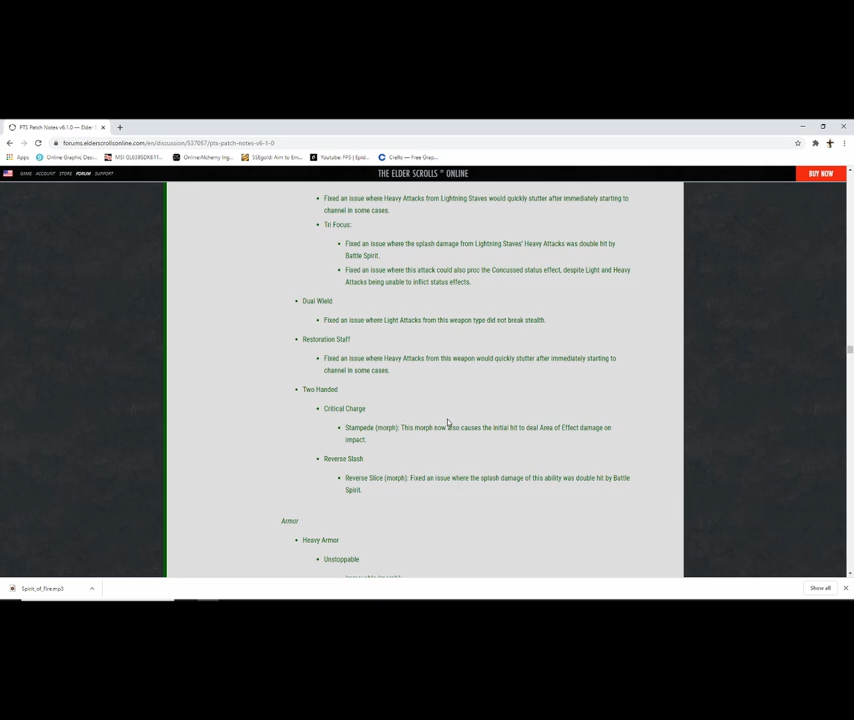 PTS Patch Notes v6.1.0 — Elder S
forums.elderscrollsonline.com/en/discussion/537057/pts-patch-notes-v6-1-0
Apps Online Graphic Desi... MSI GL639SDK611... Online:Alchemy Ing... SSEgold: Aim to Em... Youtube: FPS | Epid... Crello — Free Grap...
GAME ACCOUNT STORE FORUM SUPPORT THE ELDER SCROLLS ® ONLINE BUY NOW
• Fixed an issue where Heavy Attacks from Lightning Staves would quickly stutter after immediately starting to
channel in some cases.
• Tri Focus:
• Fixed an issue where the splash damage from Lightning Staves' Heavy Attacks was double hit by
Battle Spirit.
• Fixed an issue where this attack could also proc the Concussed status effect, despite Light and Heavy
Attacks being unable to inflict status effects.
• Dual Wield
• Fixed an issue where Light Attacks from this weapon type did not break stealth.
• Restoration Staff
• Fixed an issue where Heavy Attacks from this weapon would quickly stutter after immediately starting to
channel in some cases.
• Two Handed
• Critical Charge
• Stampede (morph): This morph now also causes the initial hit to deal Area of Effect damage on
impact.
• Reverse Slash
• Reverse Slice (morph): Fixed an issue where the splash damage of this ability was double hit by Battle
Spirit.
Armor
• Heavy Armor
• Unstoppable
Spirit_of_Fire.mp3 Show all